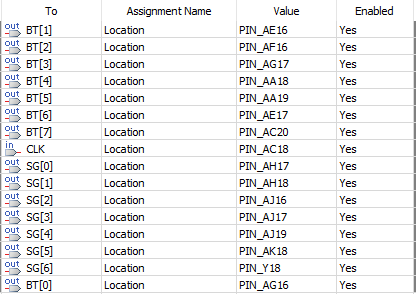 To Assignment Name Value Enabled
out BT[1] Location PIN_AE16 Yes
out BT[2] Location PIN_AF16 Yes
out BT[3] Location PIN_AG17 Yes
out BT[4] Location PIN_AA18 Yes
out BT[5] Location PIN_AA19 Yes
out BT[6] Location PIN_AE17 Yes
out BT[7] Location PIN_AC20 Yes
in CLK Location PIN_AC18 Yes
out SG[0] Location PIN_AH17 Yes
out SG[1] Location PIN_AH18 Yes
out SG[2] Location PIN_AJ16 Yes
out SG[3] Location PIN_AJ17 Yes
out SG[4] Location PIN_AJ19 Yes
out SG[5] Location PIN_AK18 Yes
out SG[6] Location PIN_Y18 Yes
out BT[0] Location PIN_AG16 Yes